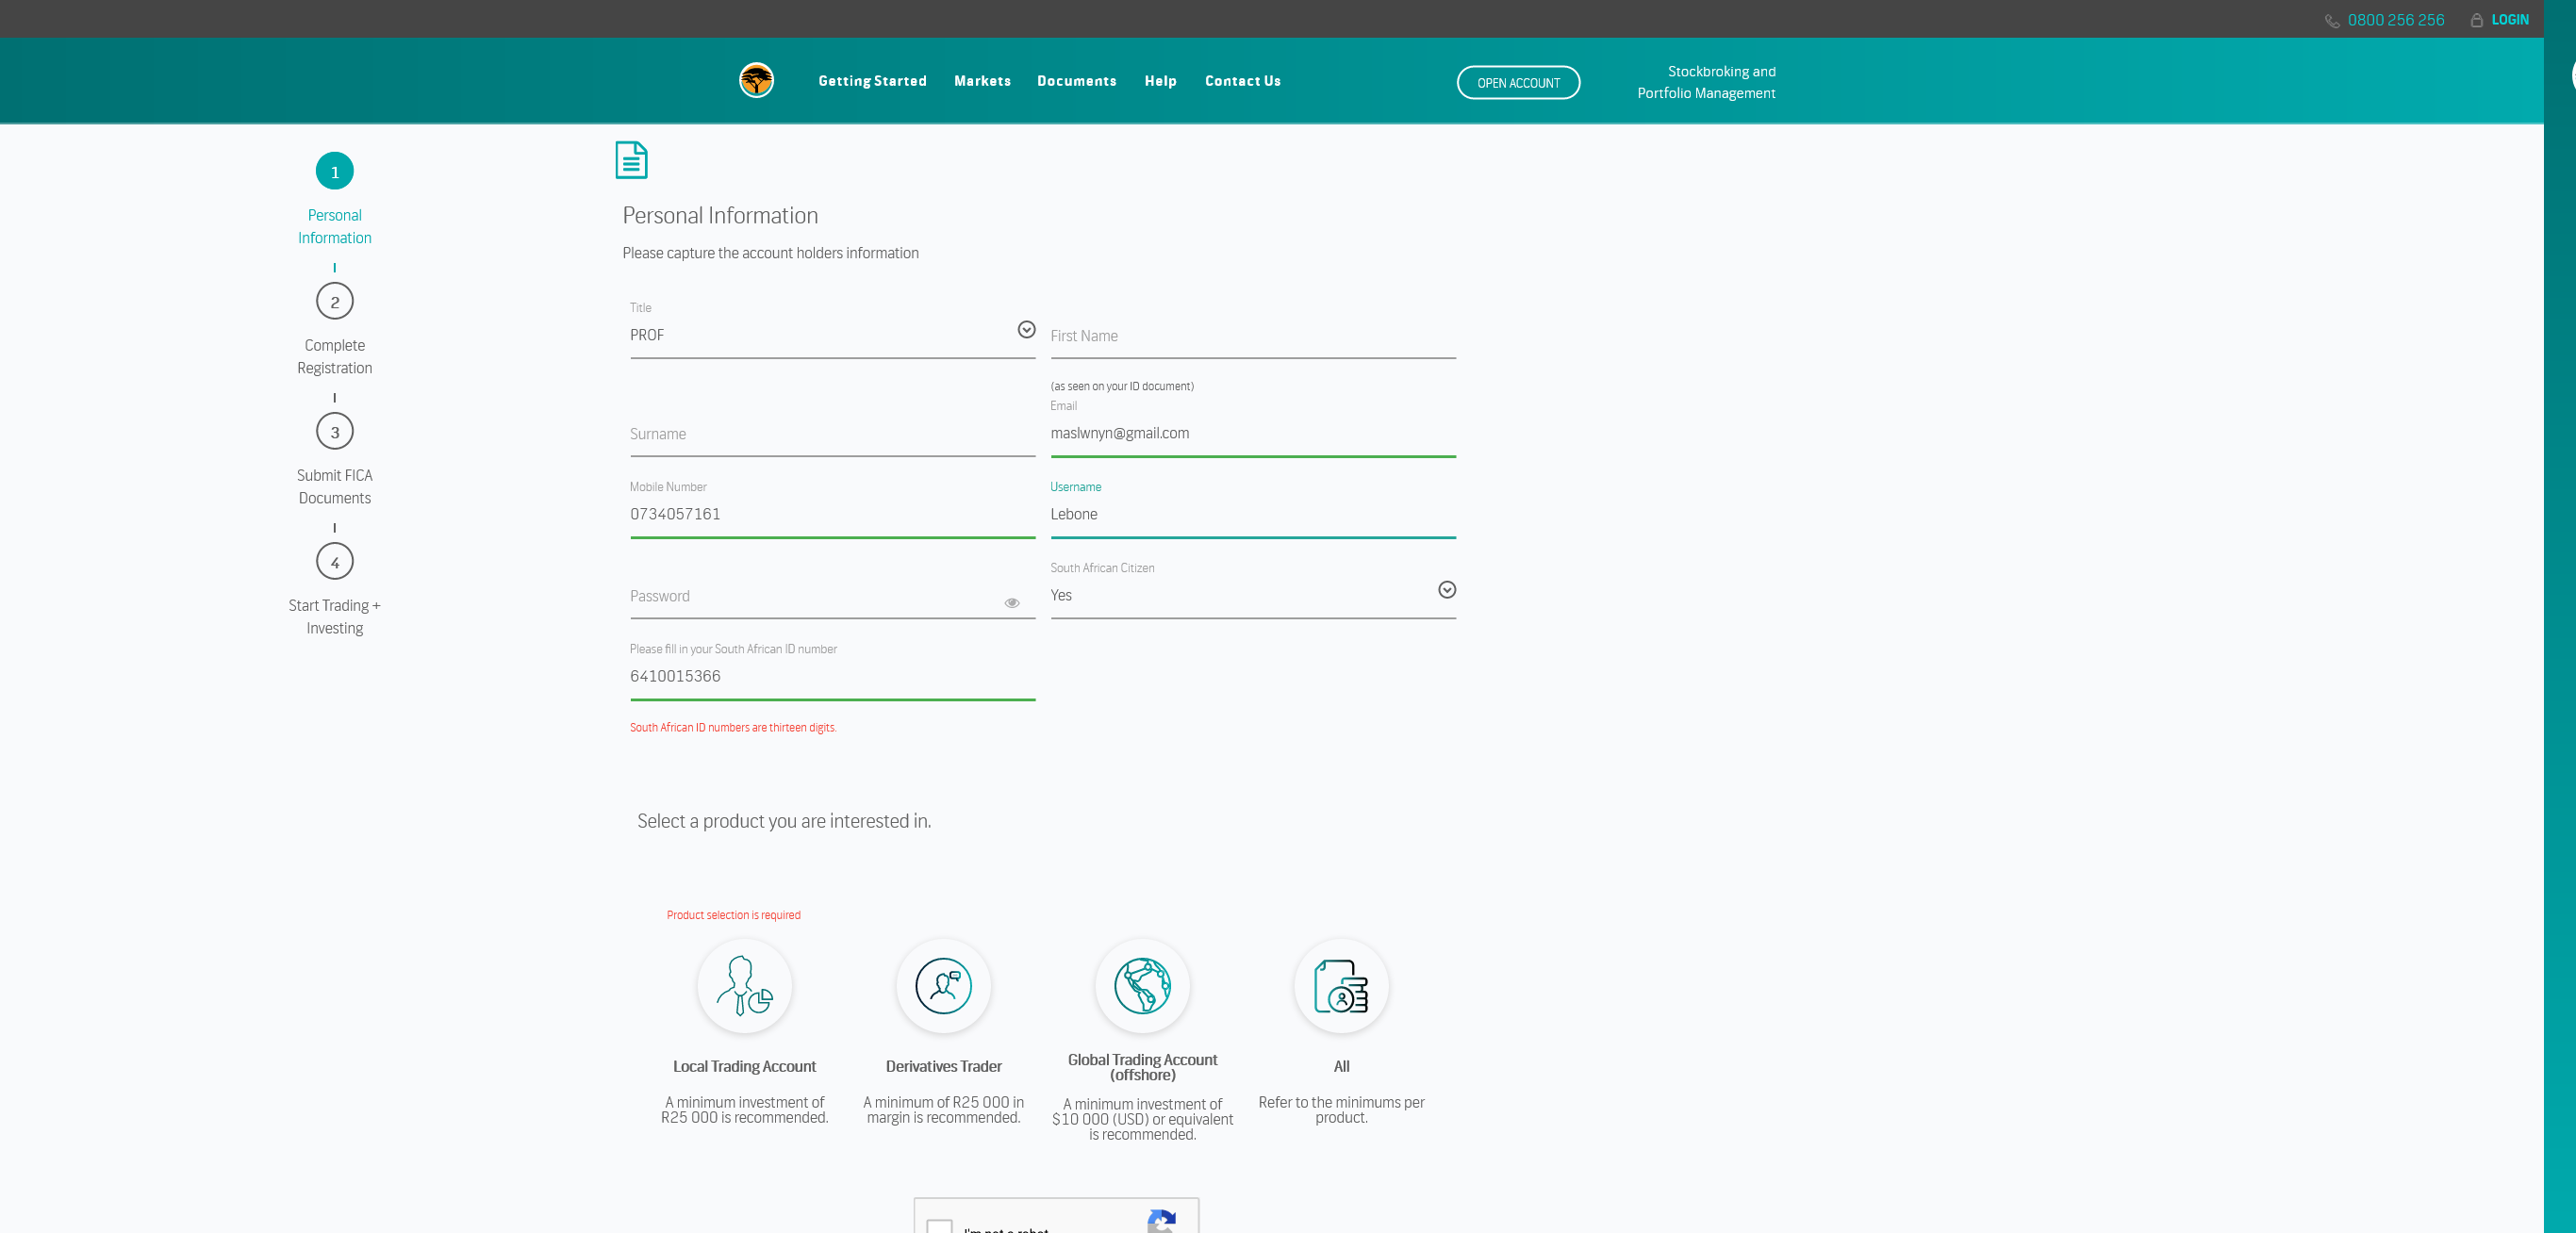 0800 256 256
LOGIN
Getting Started
Markets
Documents
Help
Contact Us
OPEN ACCOUNT
Stockbroking and
Portfolio Management
1
Personal
Information
2
Complete
Registration
3
Submit FICA
Documents
4
Start Trading +
Investing
Personal Information
Please capture the account holders information
Title
PROF
First Name
(as seen on your ID document)
Surname
Email
maslwnyn@gmail.com
Mobile Number
0734057161
Username
Lebone
Password
South African Citizen
Yes
Please fill in your South African ID number
6410015366
South African ID numbers are thirteen digits.
Select a product you are interested in.
Product selection is required
Local Trading Account
A minimum investment of
R25 000 is recommended.
Derivatives Trader
A minimum of R25 000 in
margin is recommended.
Global Trading Account
(offshore)
A minimum investment of
$10 000 (USD) or equivalent
is recommended.
All
Refer to the minimums per
product.
I'm not a robot